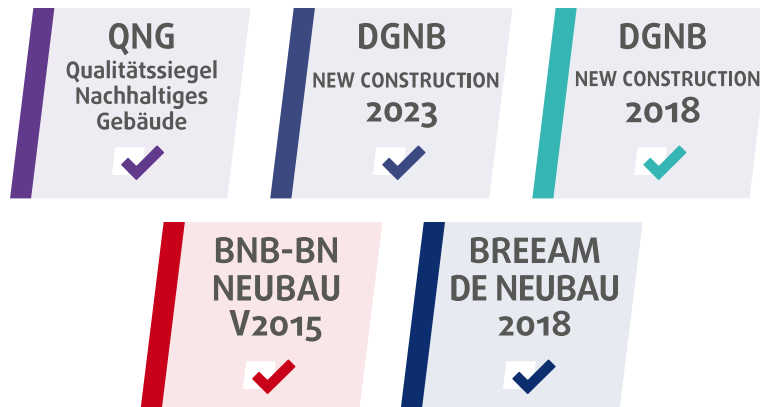 QNG
Qualitätssiegel
Nachhaltiges
Gebäude
DGNB
NEW CONSTRUCTION
2023
DGNB
NEW CONSTRUCTION
2018
BNB-BN
NEUBAU
V2015
BREEAM
DE NEUBAU
2018